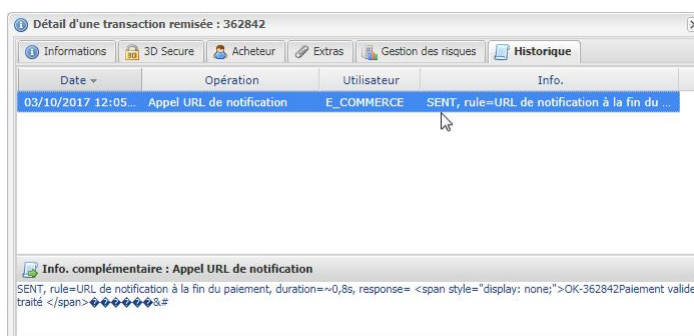 Détail d'une transaction remisée : 362842
Informations 3D Secure Acheteur Extras Gestion des risques Historique
Date Opération Utilisateur Info.
03/10/2017 12:05... Appel URL de notification E_COMMERCE SENT, rule=URL de notification à la fin du ...
Info. complémentaire : Appel URL de notification
SENT, rule=URL de notification à la fin du paiement, duration=~0,8s, response= <span style="display: none;">OK-362842Paiement valide
traité </span>������&#